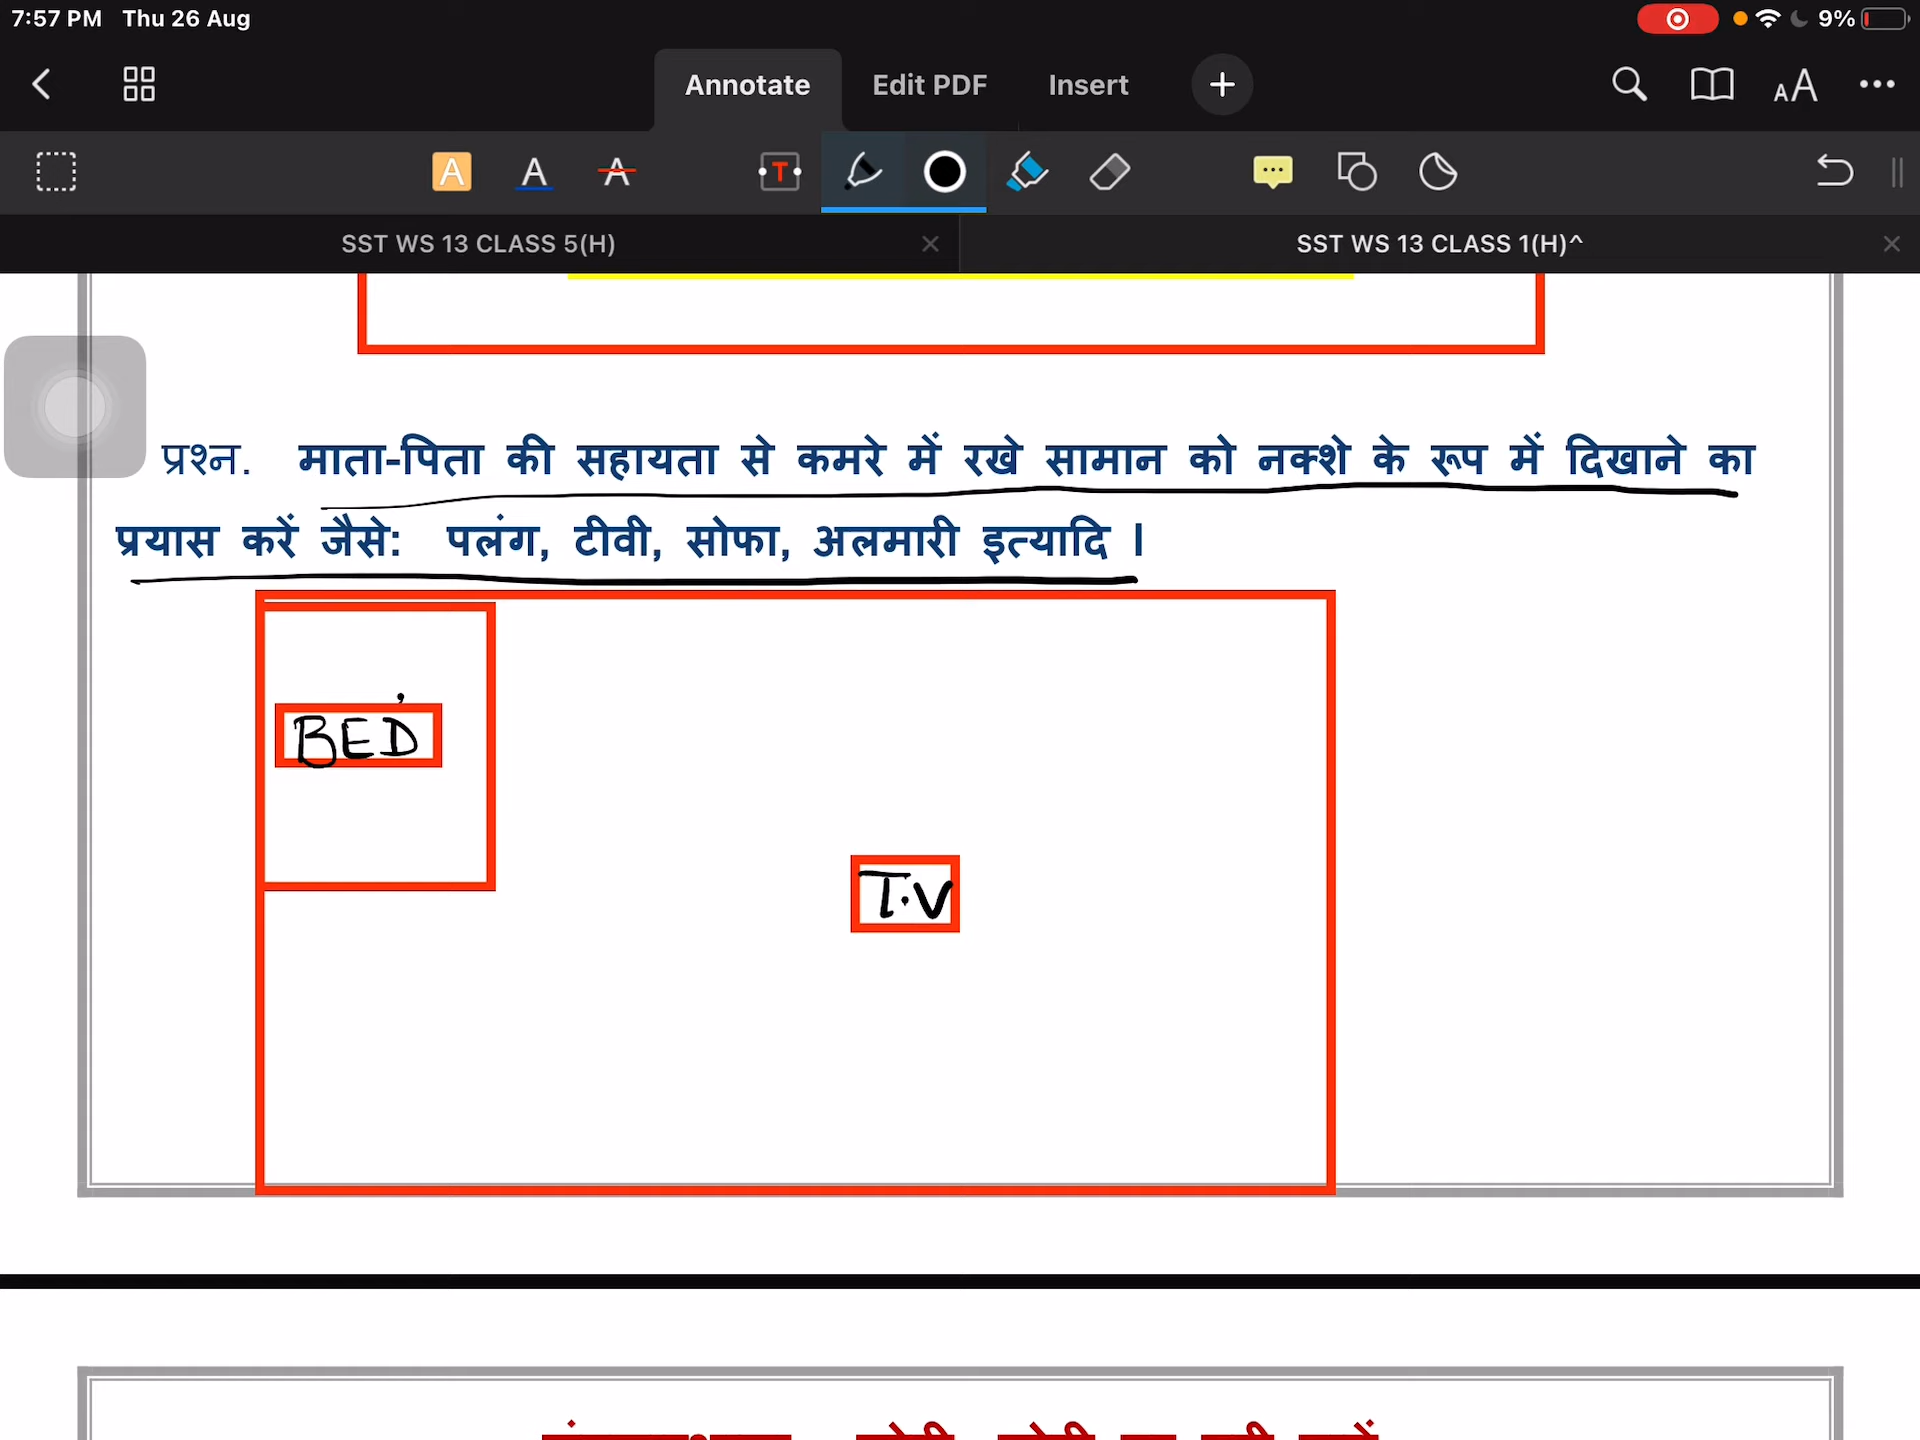 7:57 PM Thu 26 Aug 9%
Annotate Edit PDF Insert
SST WS 13 CLASS 5(H) SST WS 13 CLASS 1(H)^
प्रश्न. माता-पिता की सहायता से कमरे में रखे सामान को नक्शे के रूप में दिखाने का
प्रयास करें जैसे: पलंग, टीवी, सोफा, अलमारी इत्यादि ।
BED
T.V